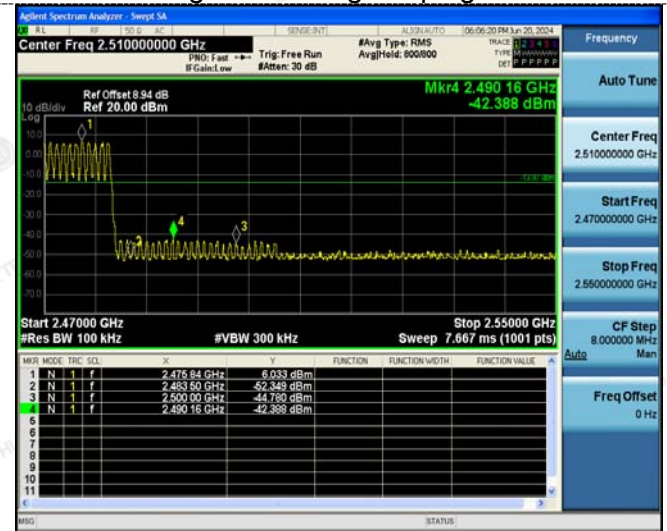 Agilent Spectrum Analyzer - Swept SA
RL RF 50 Ω AC SENSE:INT ALIGN AUTO 06:06:20 PM Jun 20, 2024
Center Freq 2.510000000 GHz
PNO: Fast
IFGain:Low
Trig: Free Run
#Atten: 30 dB
#Avg Type: RMS
Avg|Hold: 800/800
TRACE 1 2 3 4 5 6
TYPE M
DET P P P P P P
Frequency
Auto Tune
Center Freq
2.510000000 GHz
Start Freq
2.470000000 GHz
Stop Freq
2.550000000 GHz
CF Step
8.000000 MHz
Auto Man
Freq Offset
0 Hz
Mkr4 2.490 16 GHz
-42.388 dBm
Ref Offset 8.94 dB
10 dB/div Ref 20.00 dBm
Log
10.0
0.00
-10.0
-20.0
-30.0
-40.0
-50.0
-60.0
-70.0
1
2
4
3
Start 2.47000 GHz Stop 2.55000 GHz
#Res BW 100 kHz #VBW 300 kHz Sweep 7.667 ms (1001 pts)
MKR MODE TRC SCL X Y FUNCTION FUNCTION WIDTH FUNCTION VALUE
1 N 1 f 2.475 84 GHz 6.033 dBm
2 N 1 f 2.483 50 GHz -52.349 dBm
3 N 1 f 2.500 00 GHz -44.780 dBm
4 N 1 f 2.490 16 GHz -42.388 dBm
5
6
7
8
9
10
11
MSG STATUS